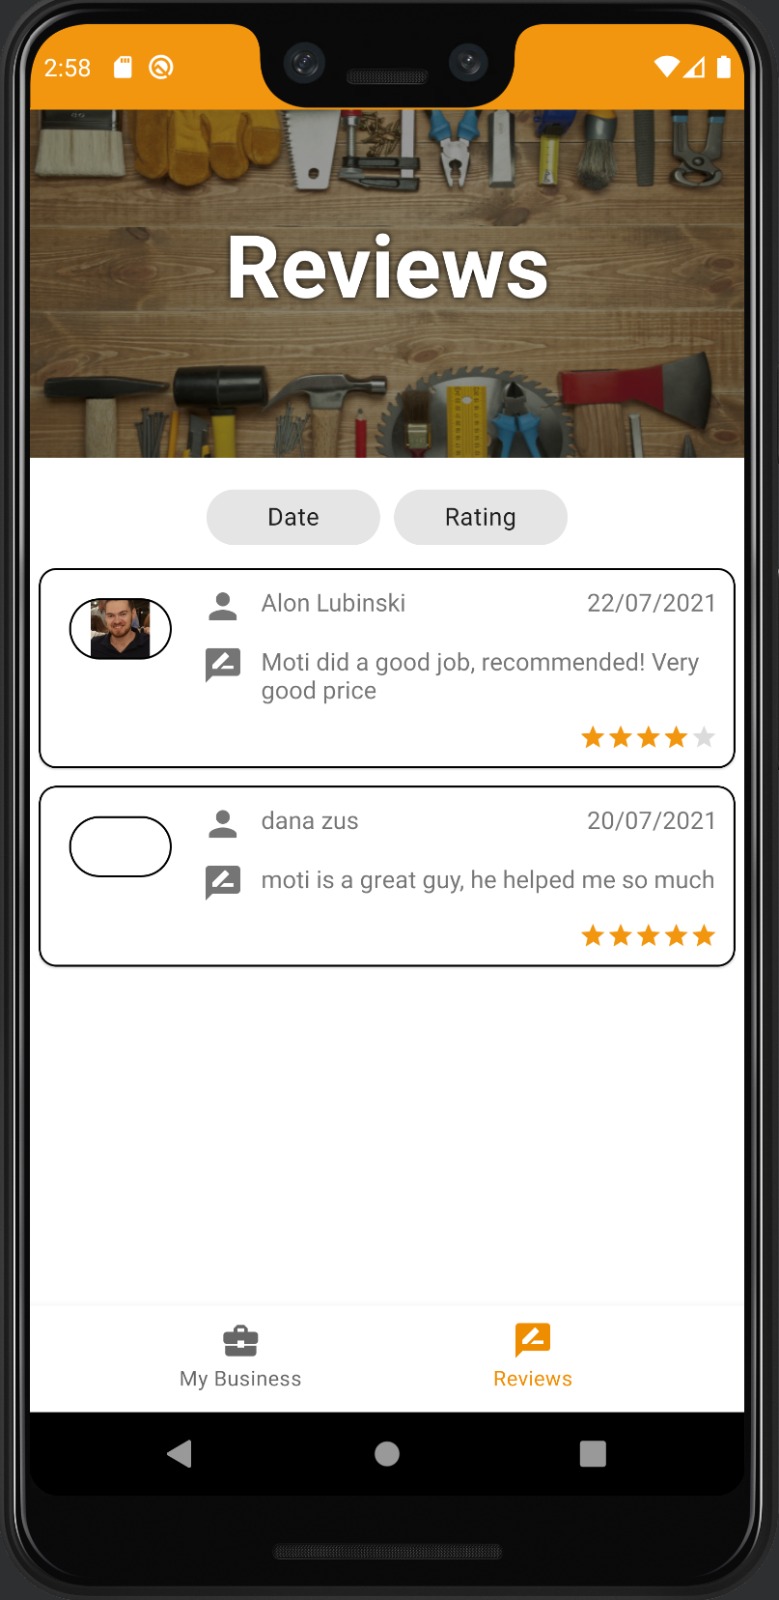 2:58
Reviews
Date Rating
Alon Lubinski 22/07/2021
Moti did a good job, recommended! Very
good price
dana zus 20/07/2021
moti is a great guy, he helped me so much
My Business Reviews